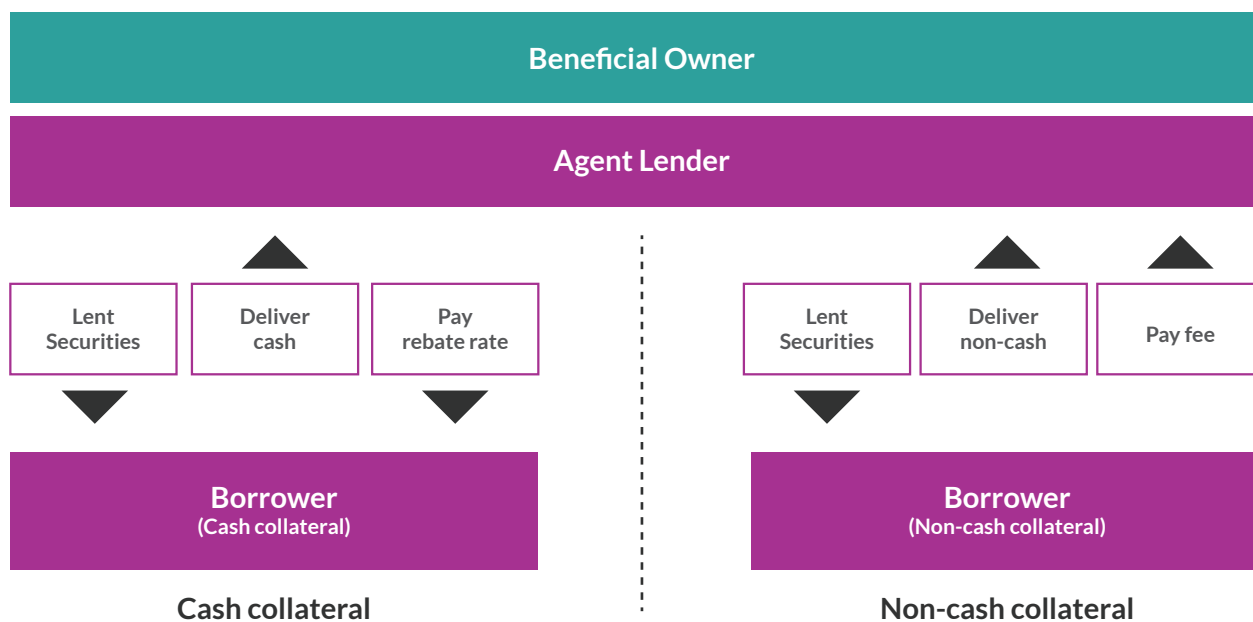 Beneficial Owner
Agent Lender
Lent
Securities
Deliver
cash
Pay
rebate rate
Lent
Securities
Deliver
non-cash
Pay fee
Borrower
(Cash collateral)
Borrower
(Non-cash collateral)
Cash collateral
Non-cash collateral